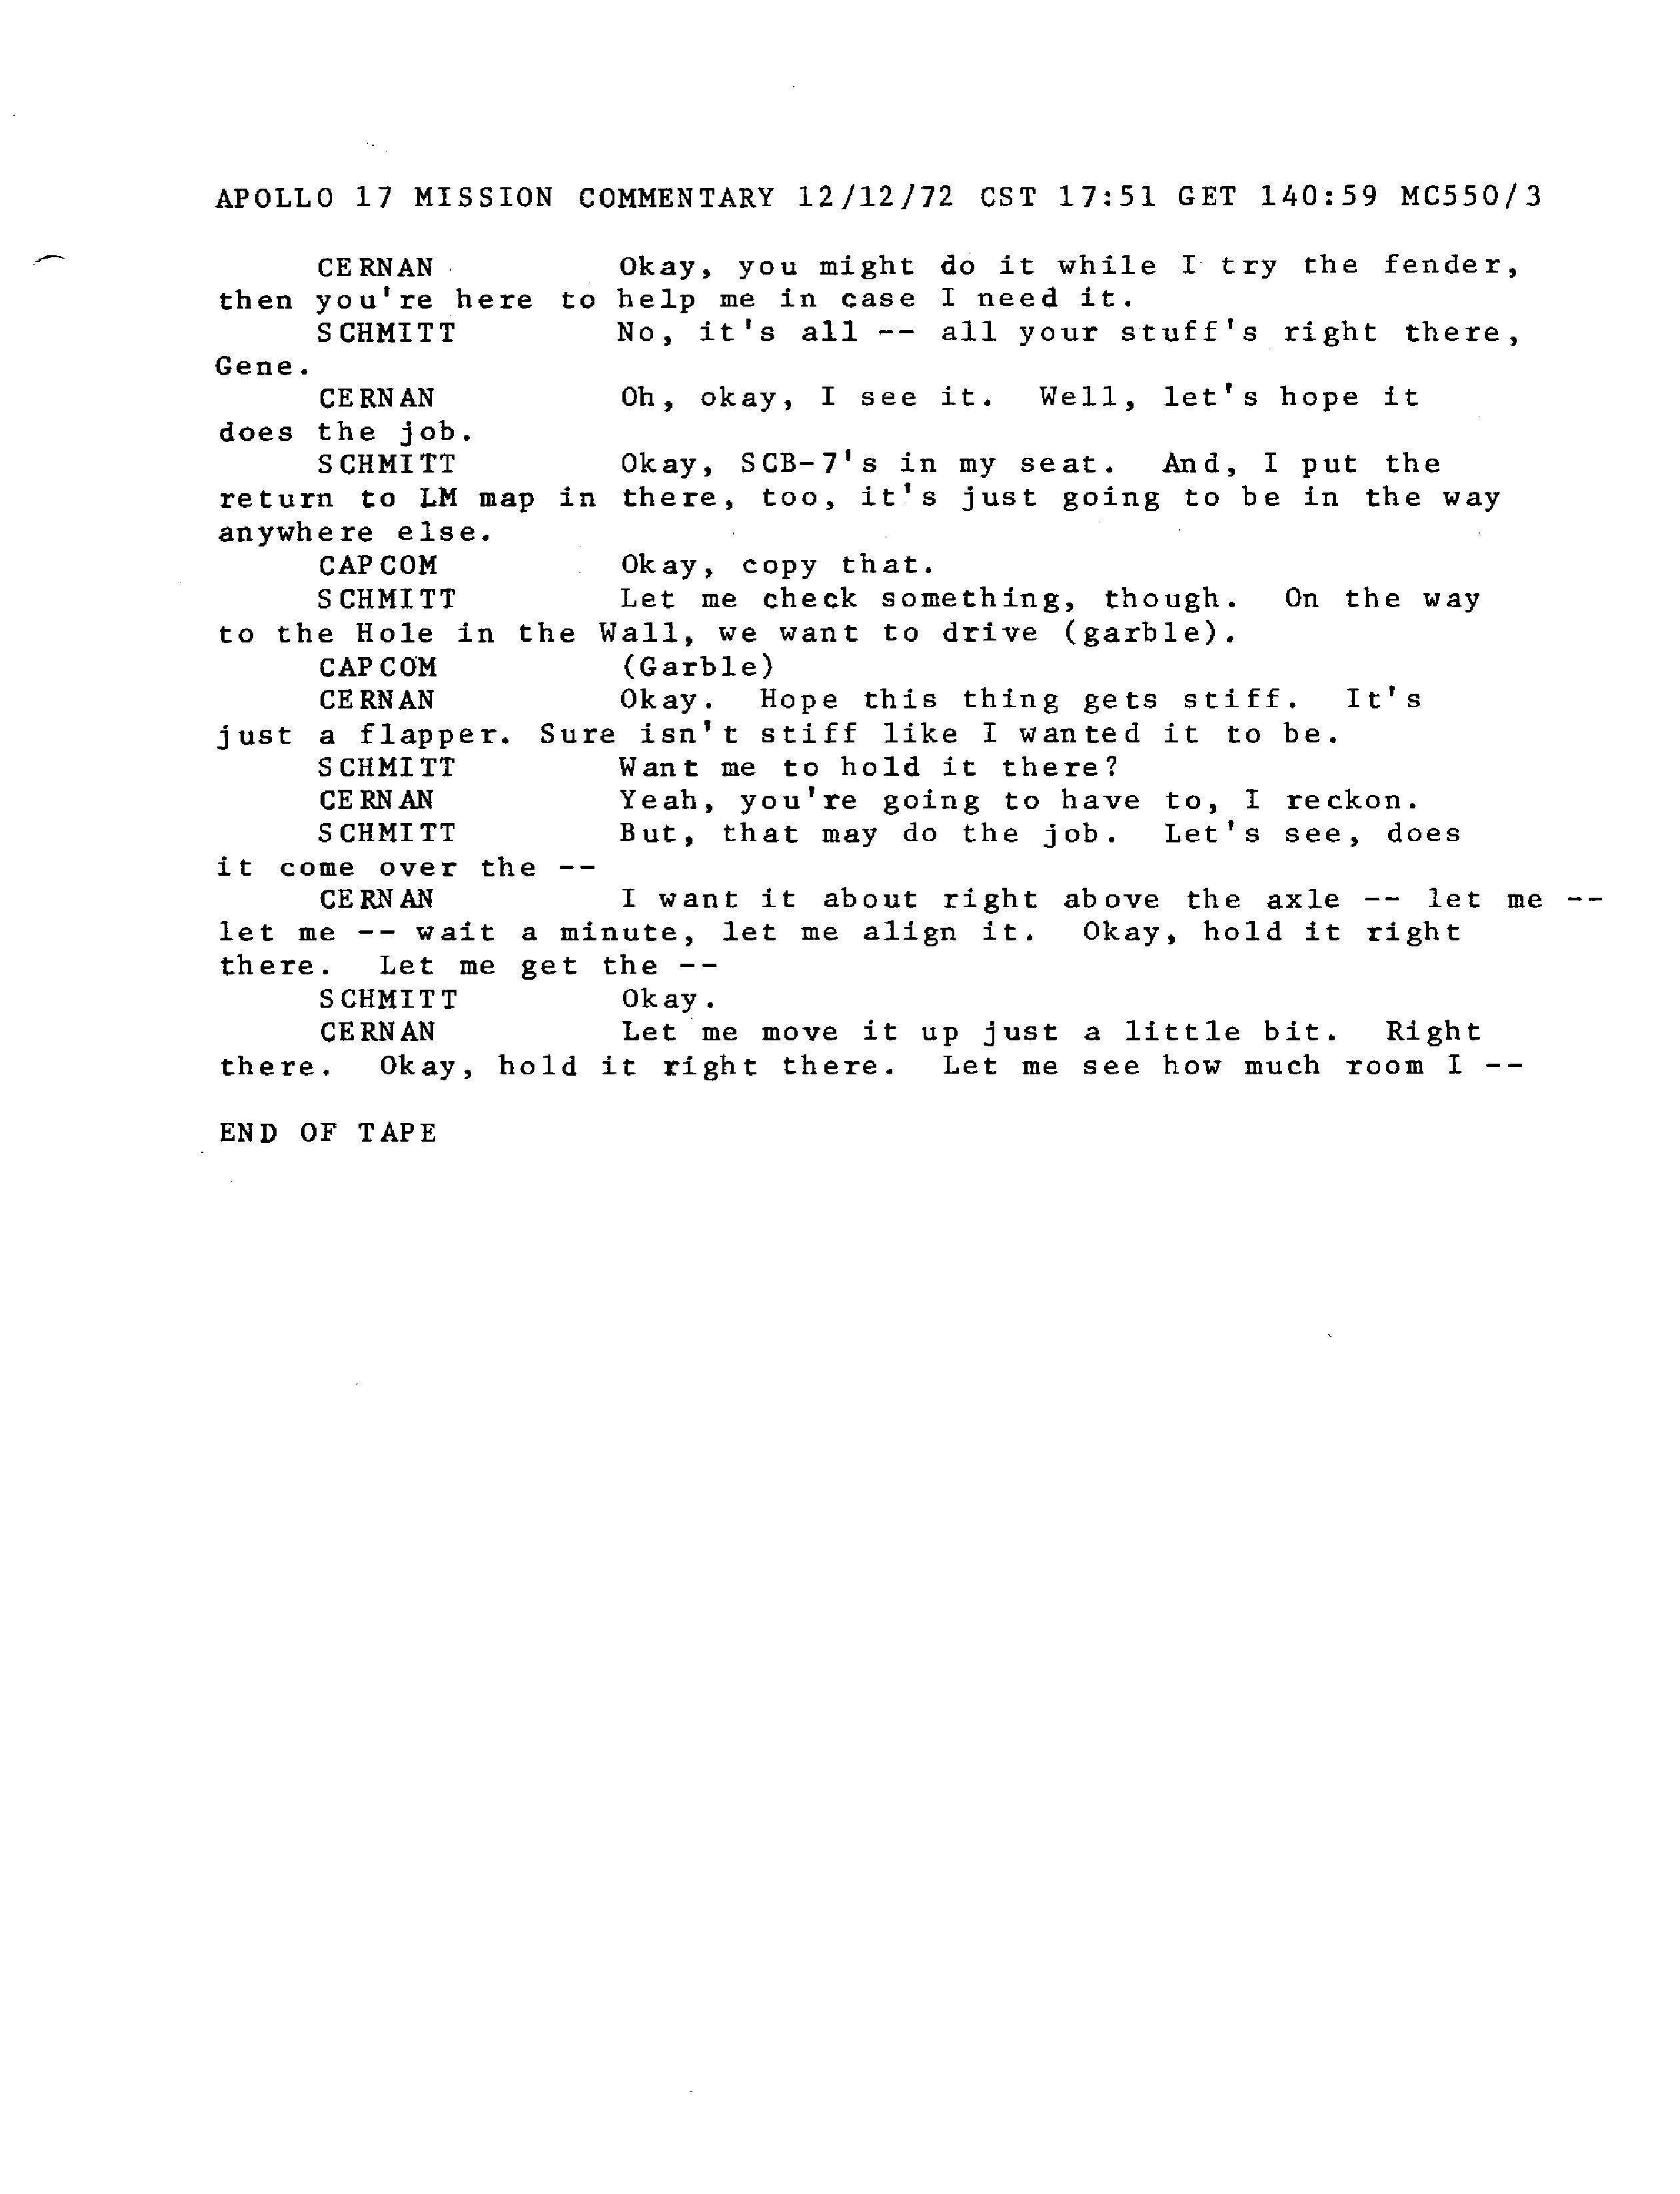 APOLLO 17 MISSION COMMENTARY 12/12/72 CST 17:51 GET 140:59 MC550/3
CERNAN Okay, you might do it while I try the fender,
then you're here to help me in case I need it.
SCHMITT No, it's all -- all your stuff's right there,
Gene.
CERNAN Oh, okay, I see it. Well, let's hope it
does the job.
SCHMITT Okay, SCB-7's in my seat. And, I put the
return to LM map in there, too, it's just going to be in the way
anywhere else.
CAPCOM Okay, copy that.
SCHMITT Let me check something, though. On the way
to the Hole in the Wall, we want to drive (garble).
CAPCOM (Garble)
CERNAN Okay. Hope this thing gets stiff. It's
just a flapper. Sure isn't stiff like I wanted it to be.
SCHMITT Want me to hold it there?
CERNAN Yeah, you're going to have to, I reckon.
SCHMITT But, that may do the job. Let's see, does
it come over the --
CERNAN I want it about right above the axle -- let me --
let me -- wait a minute, let me align it. Okay, hold it right
there. Let me get the --
SCHMITT Okay.
CERNAN Let me move it up just a little bit. Right
there. Okay, hold it right there. Let me see how much room I --
END OF TAPE